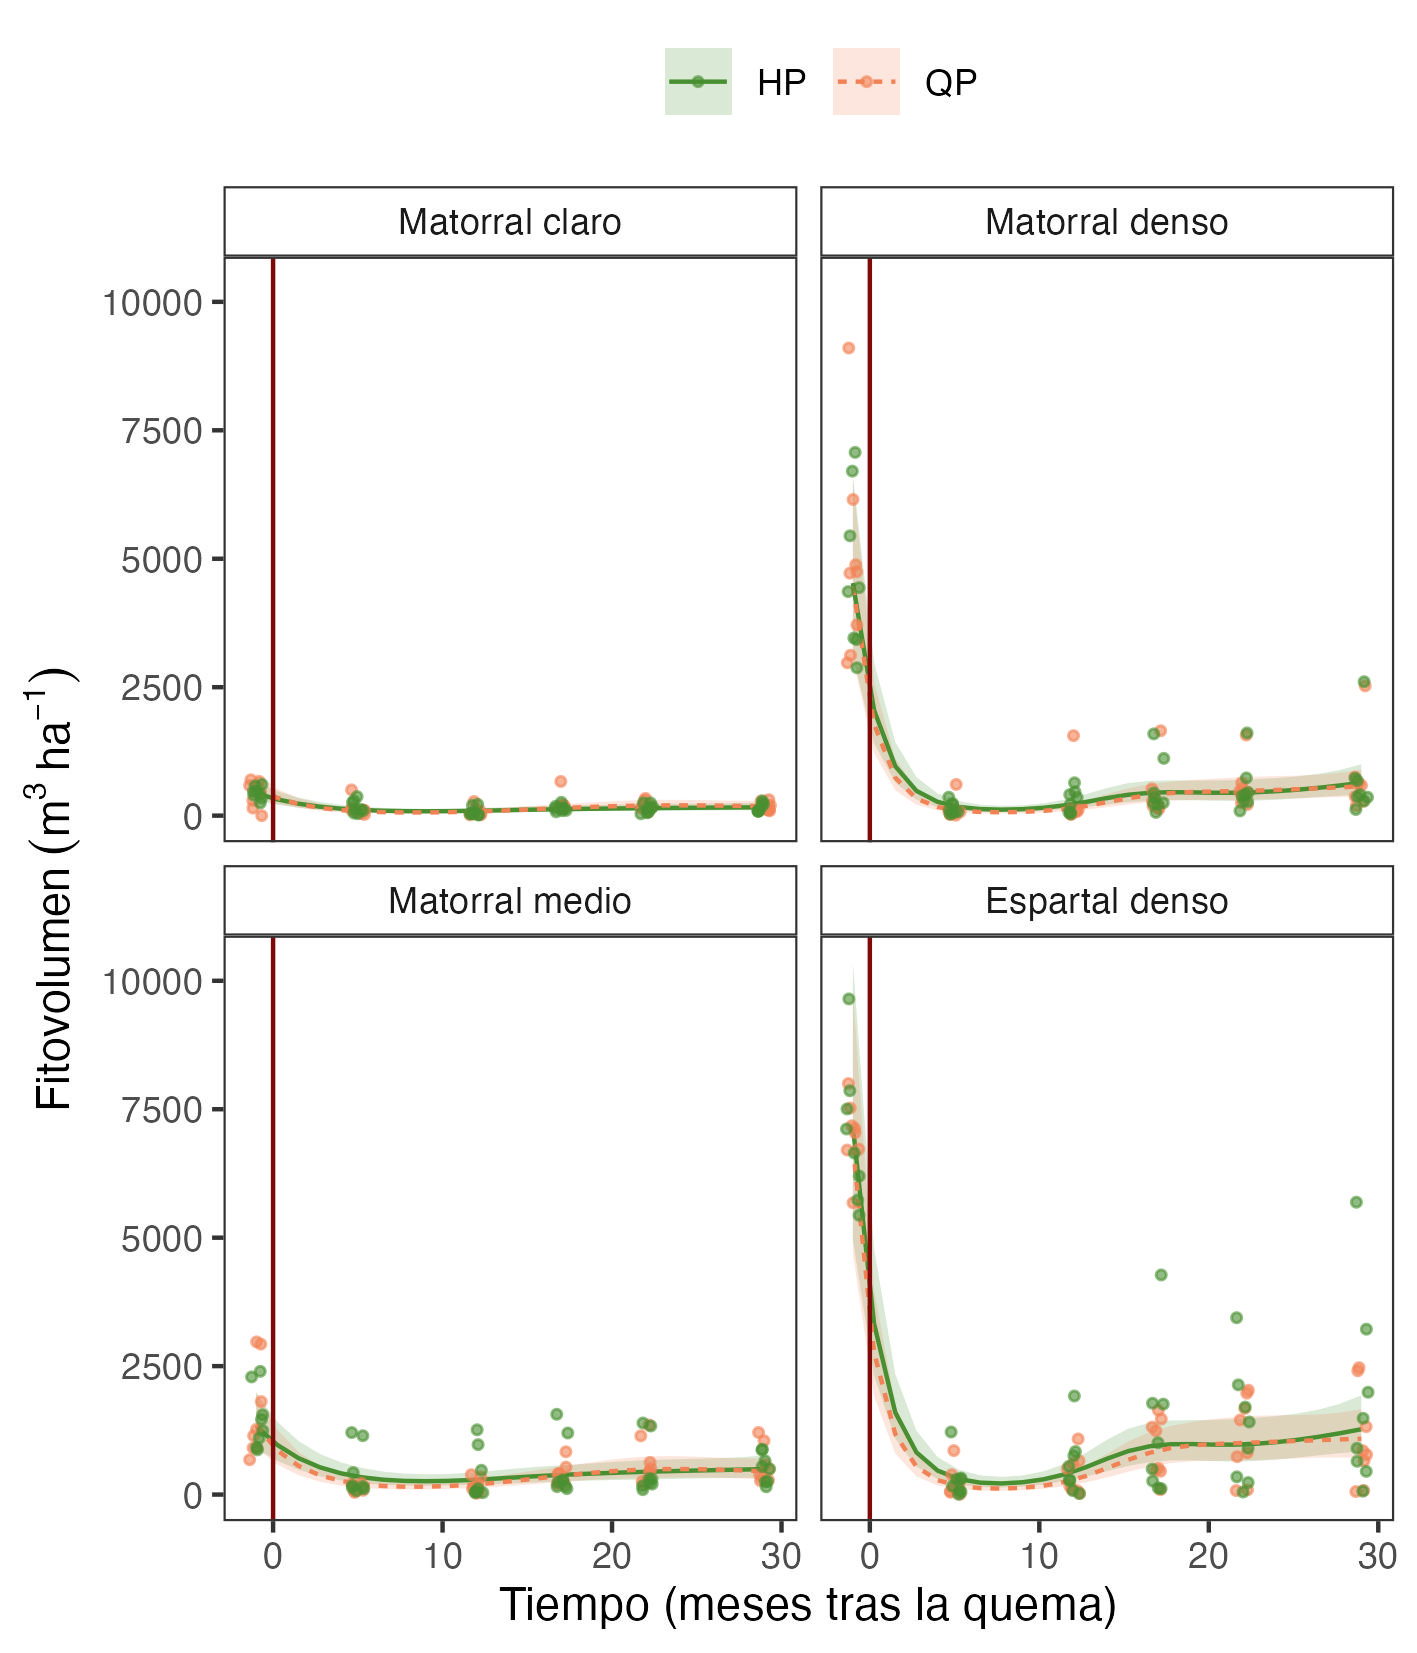 HP QP
Matorral claro Matorral denso
10000
7500
5000
2500
0
Matorral medio Espartal denso
10000
7500
5000
2500
0
0 10 20 30 0 10 20 30
Fitovolumen (m³ ha⁻¹)
Tiempo (meses tras la quema)